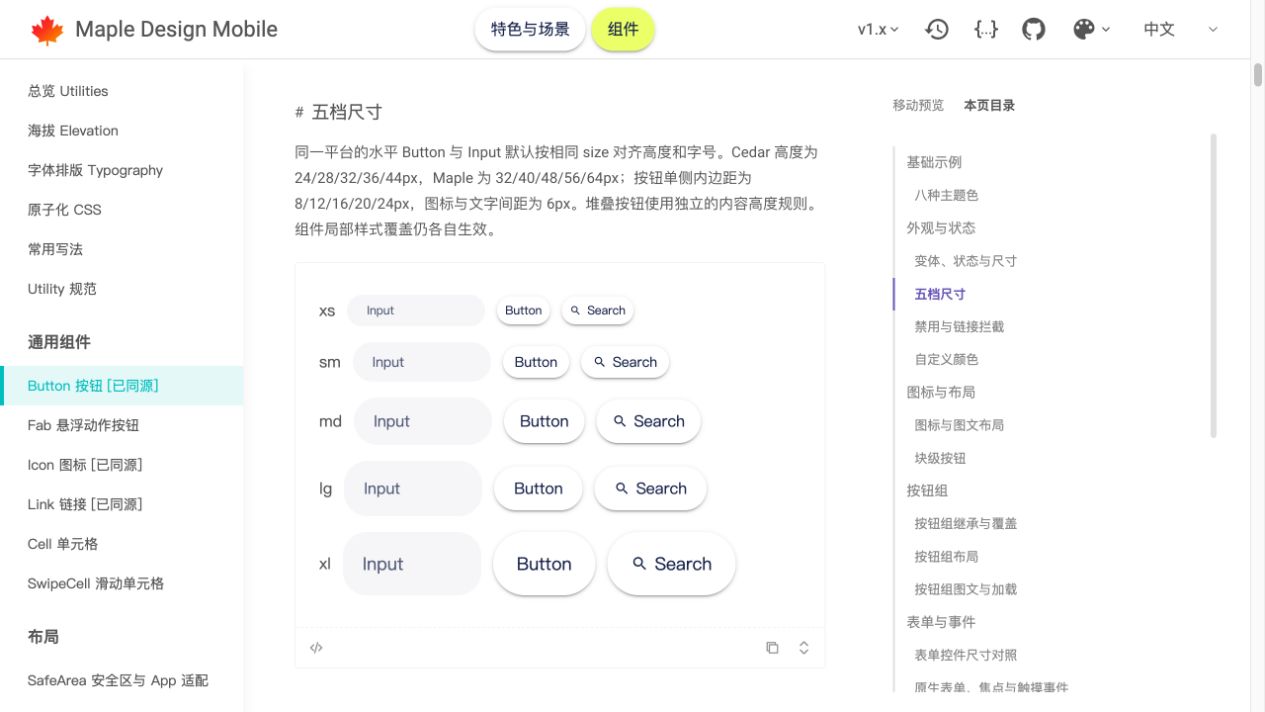 Maple Design Mobile
特色与场景
组件
v1.x
中文
总览 Utilities
海拔 Elevation
字体排版 Typography
原子化 CSS
常用写法
Utility 规范
通用组件
Button 按钮 [已同源]
Fab 悬浮动作按钮
Icon 图标 [已同源]
Link 链接 [已同源]
Cell 单元格
SwipeCell 滑动单元格
布局
SafeArea 安全区与 App 适配
# 五档尺寸
同一平台的水平 Button 与 Input 默认按相同 size 对齐高度和字号。Cedar 高度为
24/28/32/36/44px，Maple 为 32/40/48/56/64px；按钮单侧内边距为
8/12/16/20/24px，图标与文字间距为 6px。堆叠按钮使用独立的内容高度规则。
组件局部样式覆盖仍各自生效。
xs Input Button Search
sm Input Button Search
md Input Button Search
lg Input Button Search
xl Input Button Search
移动预览 本页目录
基础示例
八种主题色
外观与状态
变体、状态与尺寸
五档尺寸
禁用与链接拦截
自定义颜色
图标与布局
图标与图文布局
块级按钮
按钮组
按钮组继承与覆盖
按钮组布局
按钮组图文与加载
表单与事件
表单控件尺寸对照
原生表单、焦点与触摸事件